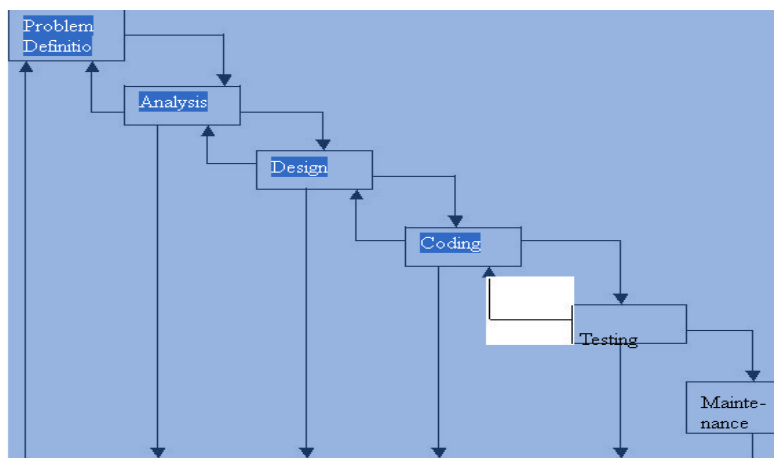 Problem
Definitio
Analysis
Design
Coding
Testing
Mainte-
nance